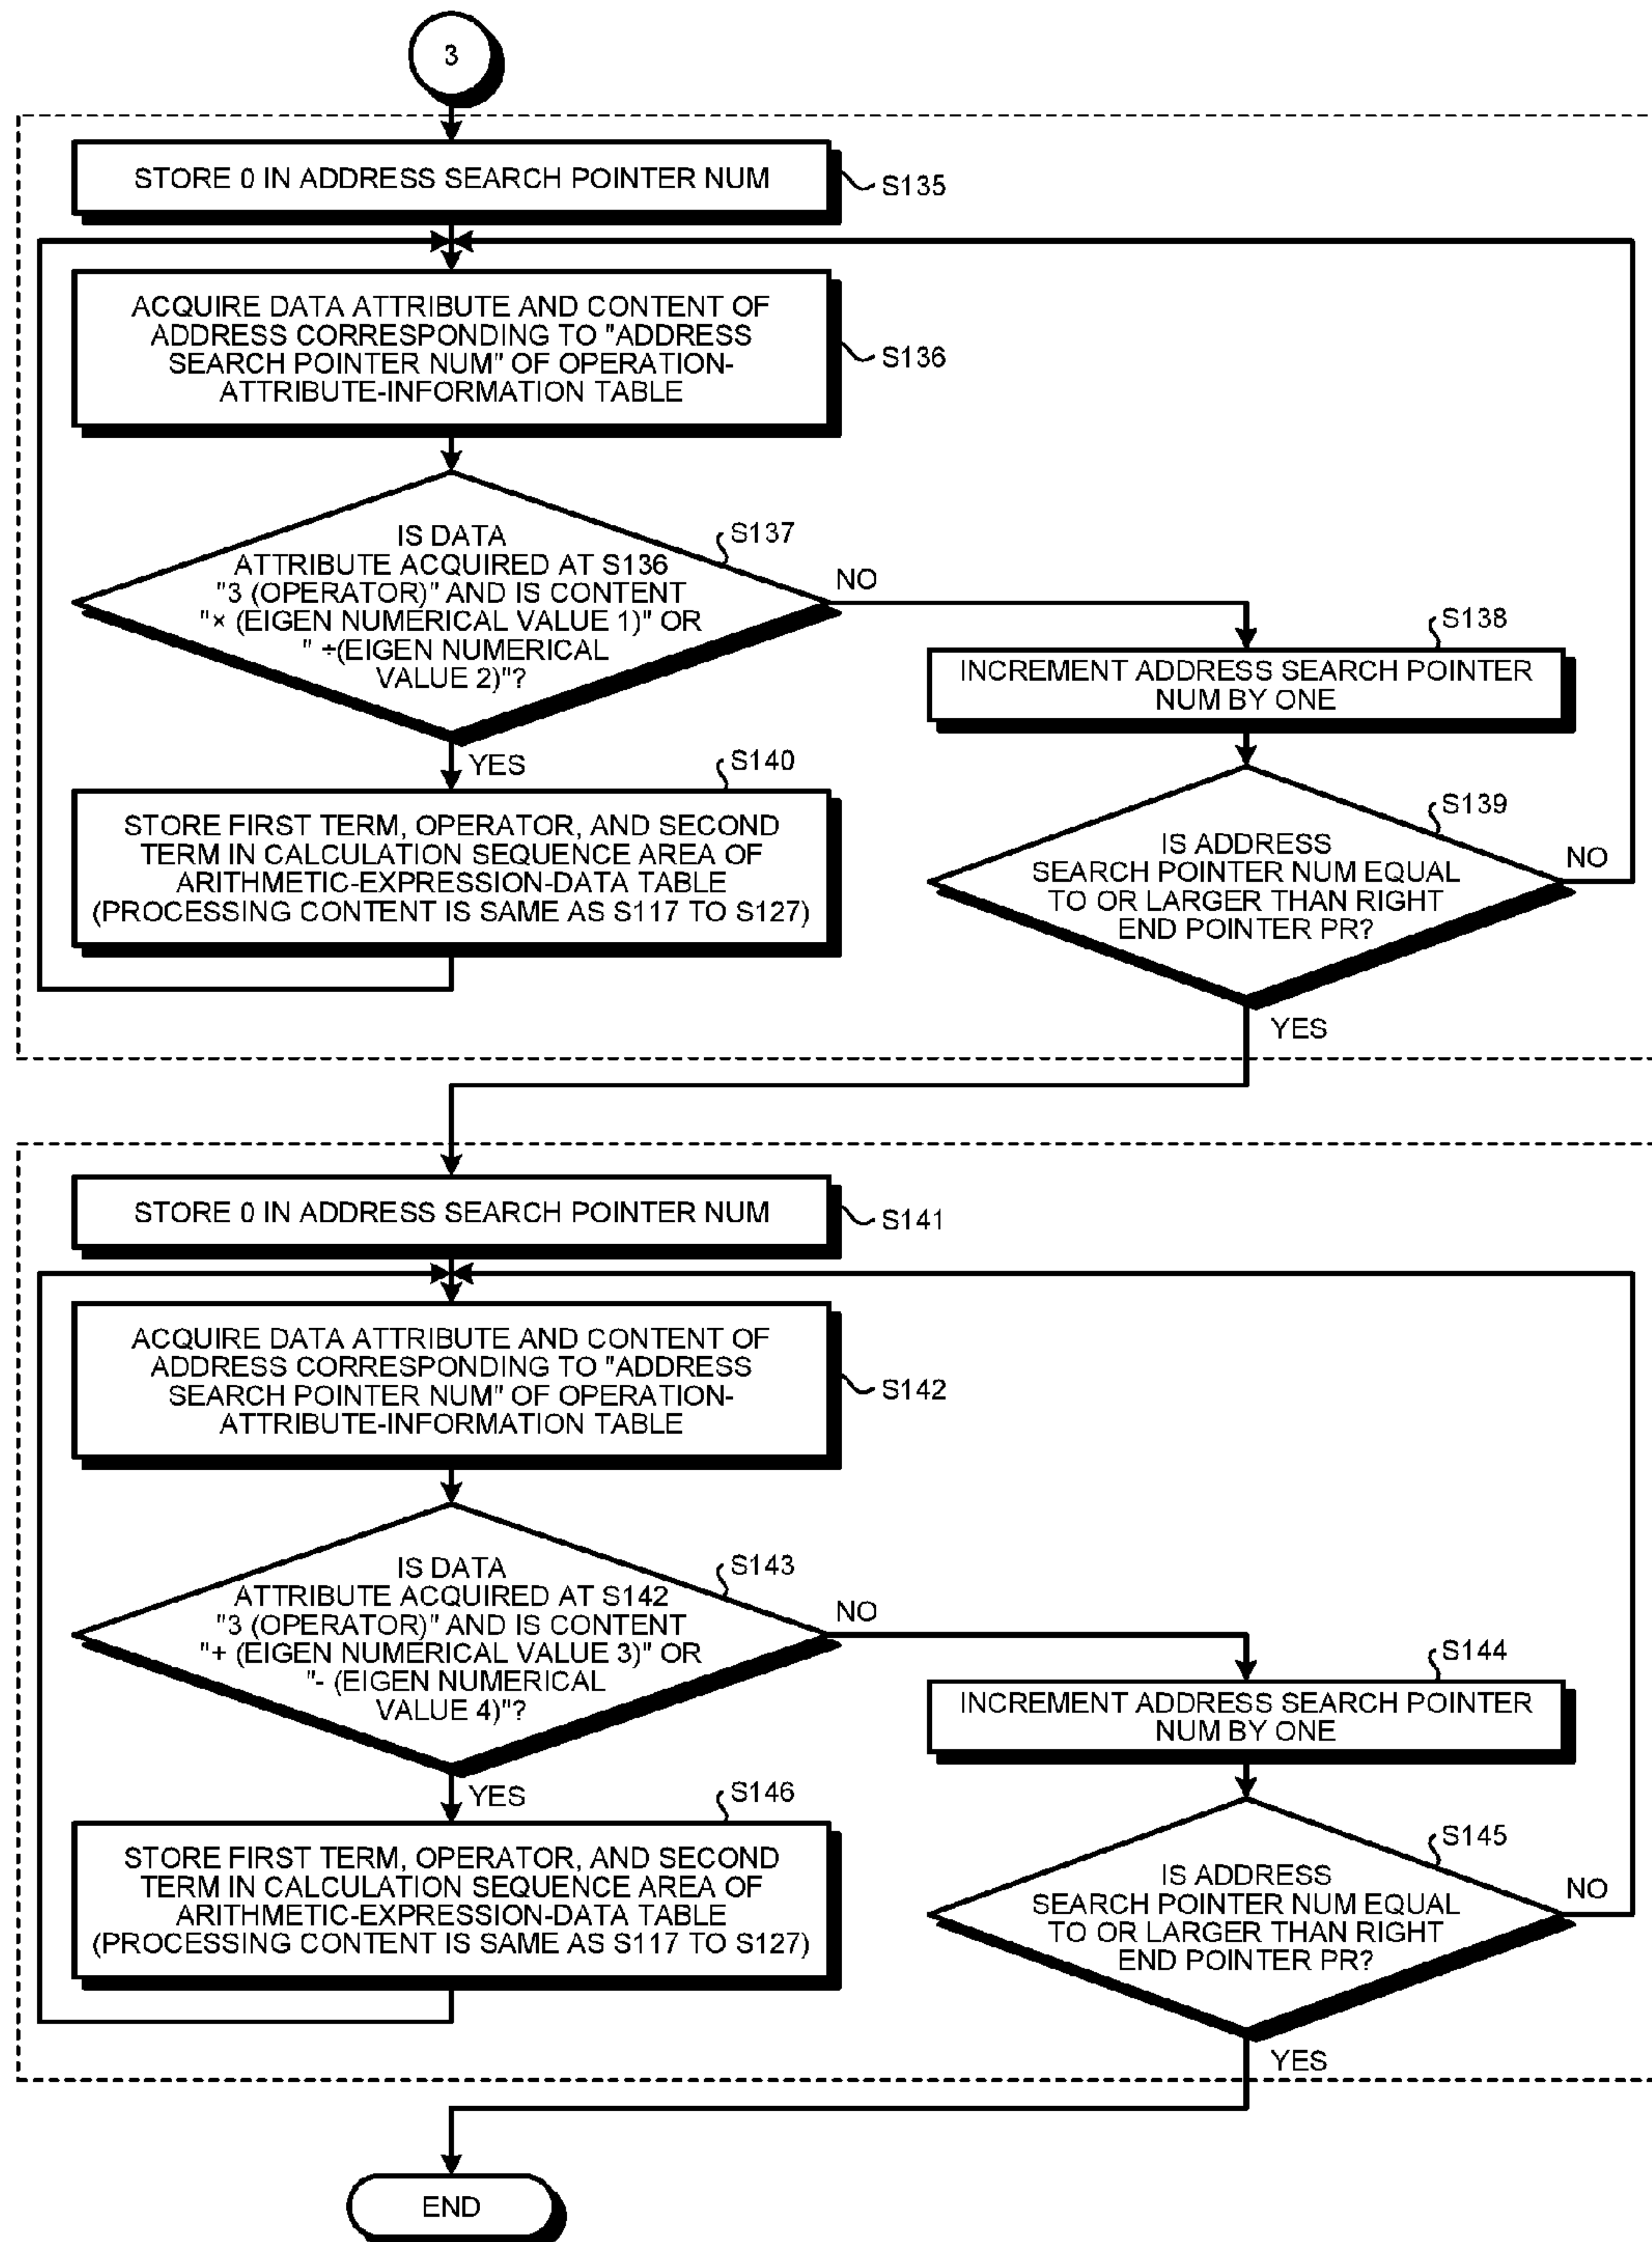 3
STORE 0 IN ADDRESS SEARCH POINTER NUM
S135
ACQUIRE DATA ATTRIBUTE AND CONTENT OF
ADDRESS CORRESPONDING TO "ADDRESS
SEARCH POINTER NUM" OF OPERATION-
ATTRIBUTE-INFORMATION TABLE
S136
IS DATA
ATTRIBUTE ACQUIRED AT S136
"3 (OPERATOR)" AND IS CONTENT
"× (EIGEN NUMERICAL VALUE 1)" OR
" ÷(EIGEN NUMERICAL
VALUE 2)"?
S137
NO
S138
INCREMENT ADDRESS SEARCH POINTER
NUM BY ONE
YES
S140
STORE FIRST TERM, OPERATOR, AND SECOND
TERM IN CALCULATION SEQUENCE AREA OF
ARITHMETIC-EXPRESSION-DATA TABLE
(PROCESSING CONTENT IS SAME AS S117 TO S127)
S139
IS ADDRESS
SEARCH POINTER NUM EQUAL
TO OR LARGER THAN RIGHT
END POINTER PR?
NO
YES
STORE 0 IN ADDRESS SEARCH POINTER NUM
S141
ACQUIRE DATA ATTRIBUTE AND CONTENT OF
ADDRESS CORRESPONDING TO "ADDRESS
SEARCH POINTER NUM" OF OPERATION-
ATTRIBUTE-INFORMATION TABLE
S142
IS DATA
ATTRIBUTE ACQUIRED AT S142
"3 (OPERATOR)" AND IS CONTENT
"+ (EIGEN NUMERICAL VALUE 3)" OR
"- (EIGEN NUMERICAL
VALUE 4)"?
S143
NO
S144
INCREMENT ADDRESS SEARCH POINTER
NUM BY ONE
YES
S146
STORE FIRST TERM, OPERATOR, AND SECOND
TERM IN CALCULATION SEQUENCE AREA OF
ARITHMETIC-EXPRESSION-DATA TABLE
(PROCESSING CONTENT IS SAME AS S117 TO S127)
S145
IS ADDRESS
SEARCH POINTER NUM EQUAL
TO OR LARGER THAN RIGHT
END POINTER PR?
NO
YES
END